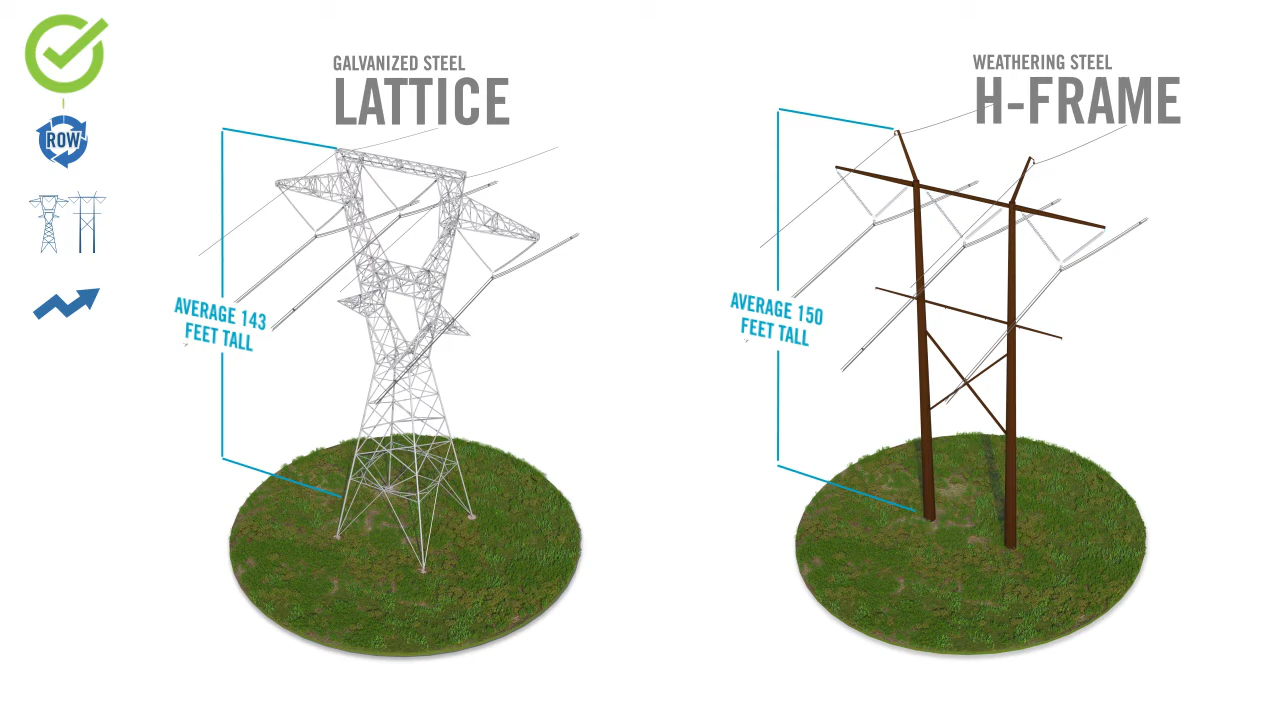 ROW
GALVANIZED STEEL
LATTICE
AVERAGE 143
FEET TALL
WEATHERING STEEL
H-FRAME
AVERAGE 150
FEET TALL